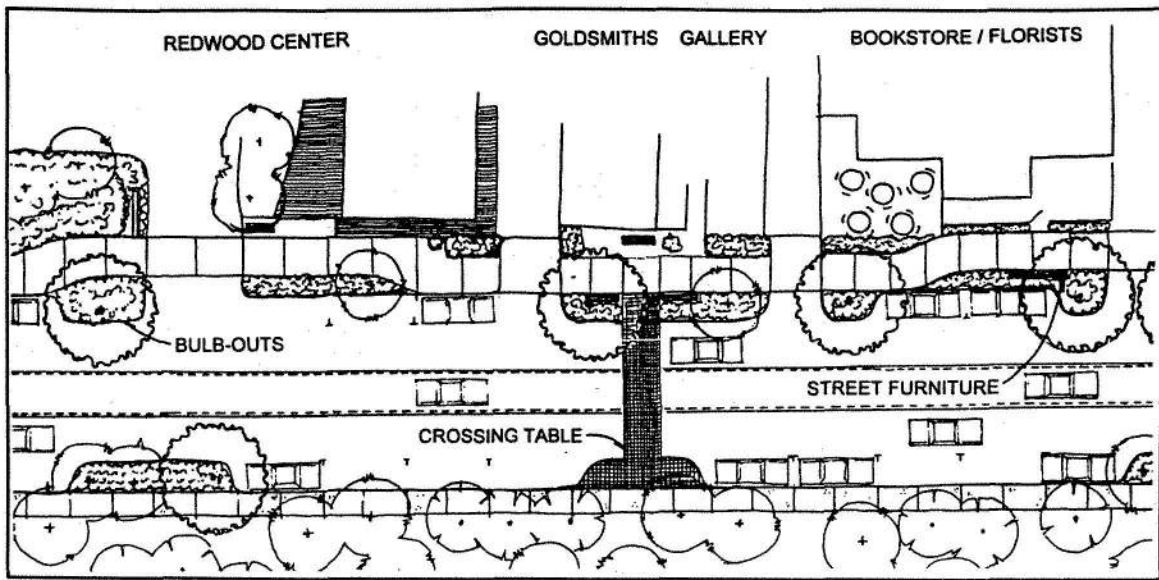 REDWOOD CENTER
GOLDSMITHS GALLERY
BOOKSTORE / FLORISTS
BULB-OUTS
STREET FURNITURE
CROSSING TABLE